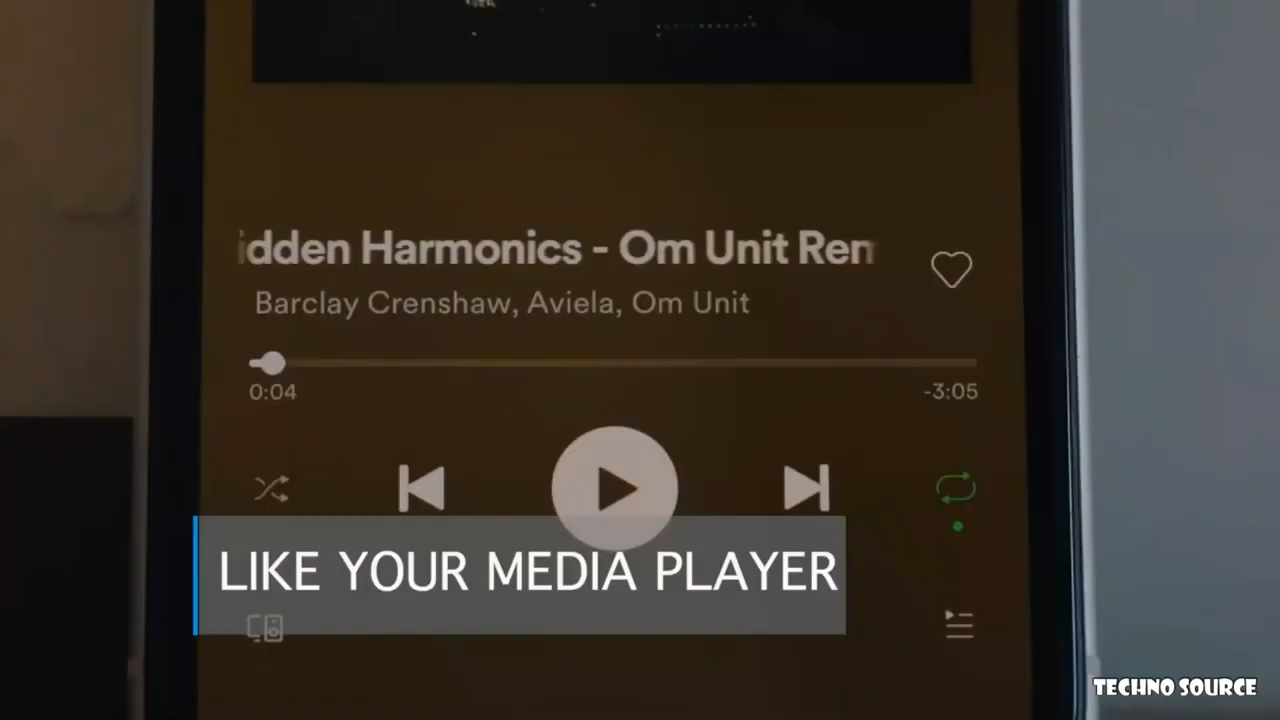 idden Harmonics - Om Unit Rem
Barclay Crenshaw, Aviela, Om Unit
0:04
-3:05
LIKE YOUR MEDIA PLAYER
TECHNO SOURCE